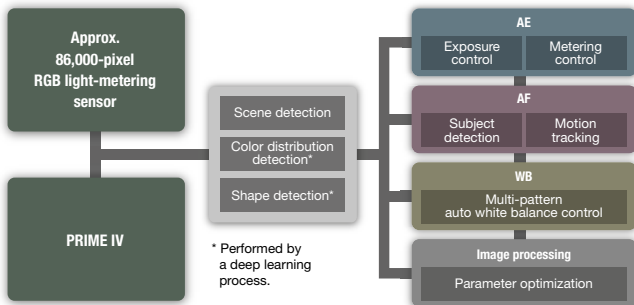 Approx.
86,000-pixel
RGB light-metering
sensor
PRIME IV
Scene detection
Color distribution
detection*
Shape detection*
* Performed by
a deep learning
process.
AE
Exposure
control
Metering
control
AF
Subject
detection
Motion
tracking
WB
Multi-pattern
auto white balance control
Image processing
Parameter optimization